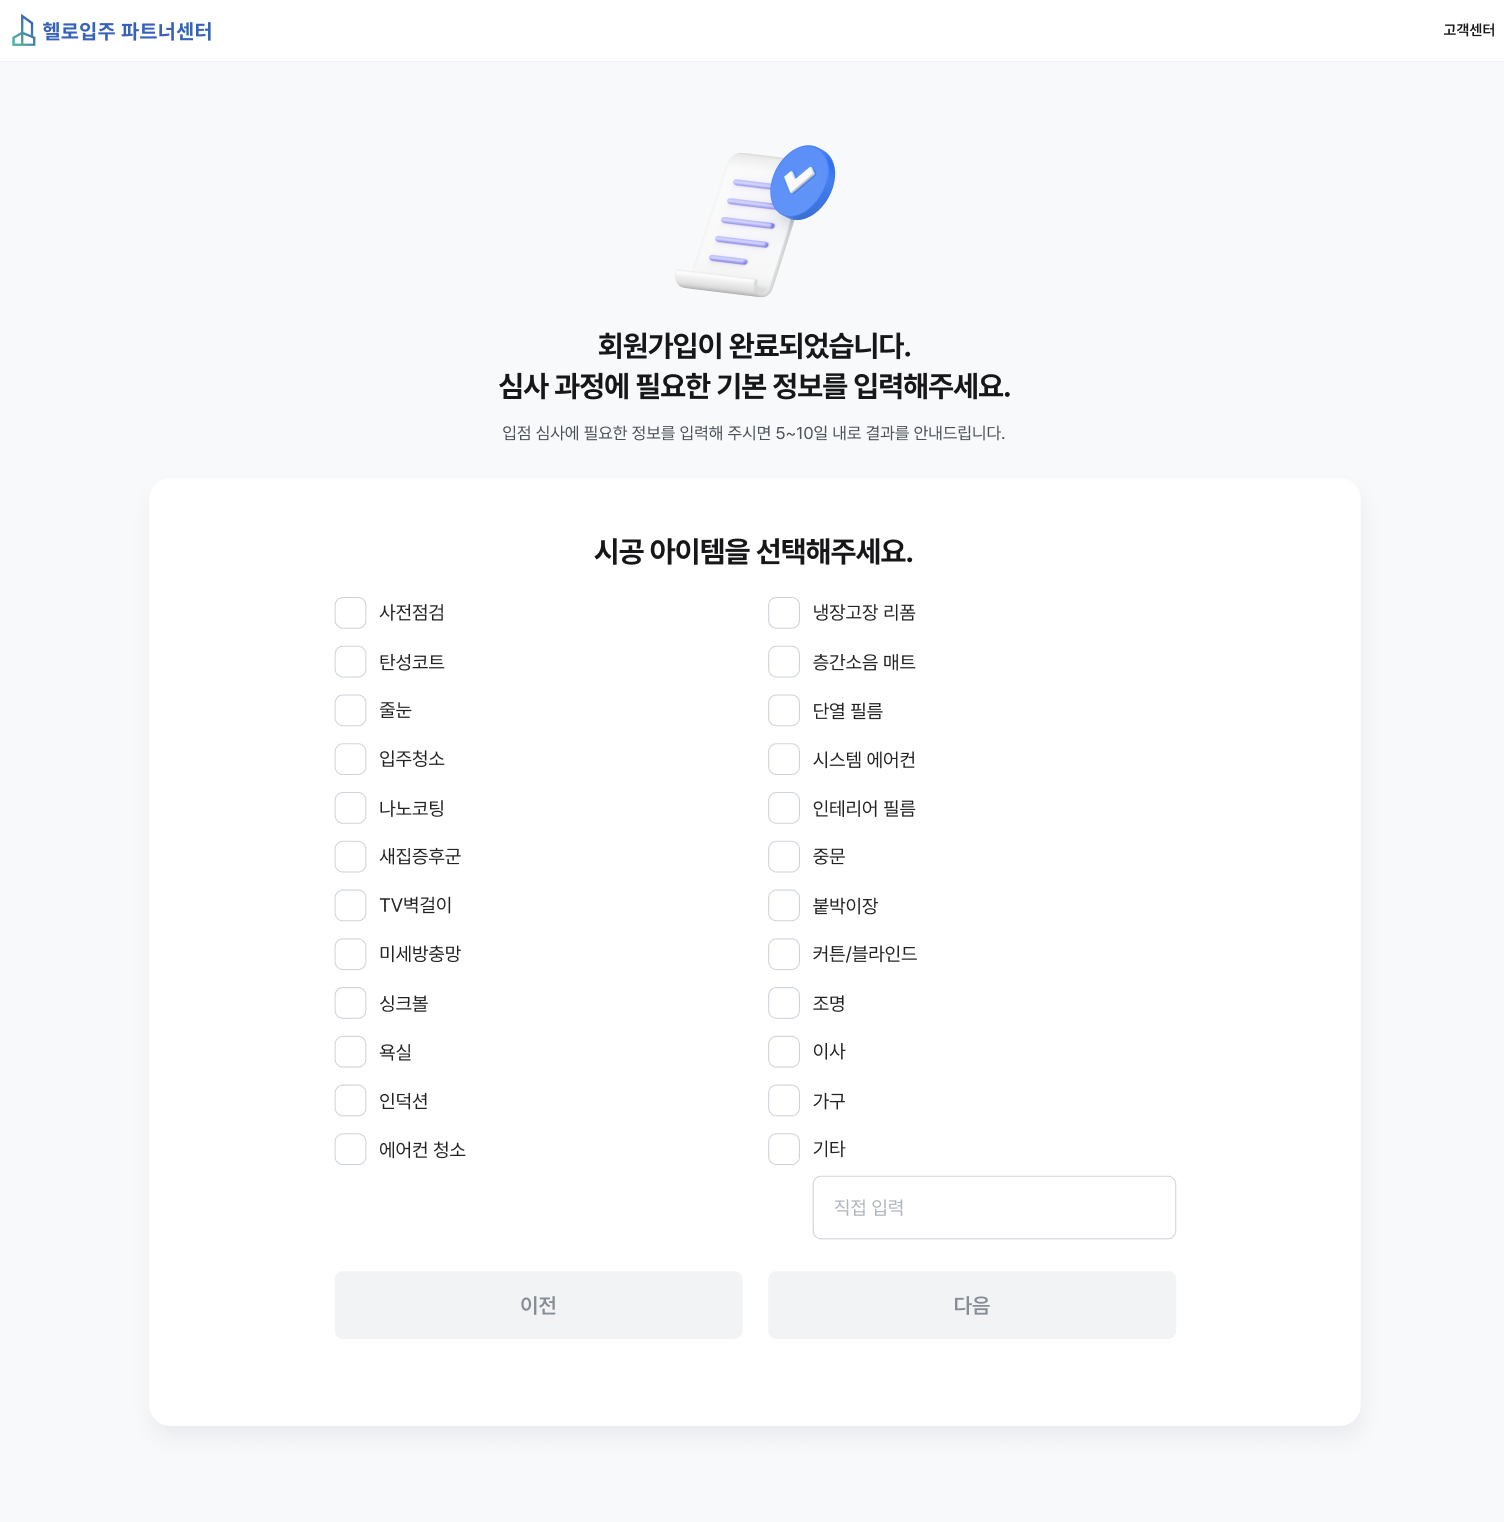 헬로입주 파트너센터
고객센터
회원가입이 완료되었습니다.
심사 과정에 필요한 기본 정보를 입력해주세요.
입점 심사에 필요한 정보를 입력해 주시면 5~10일 내로 결과를 안내드립니다.
시공 아이템을 선택해주세요.
사전점검
탄성코트
줄눈
입주청소
나노코팅
새집증후군
TV벽걸이
미세방충망
싱크볼
욕실
인덕션
에어컨 청소
냉장고장 리폼
층간소음 매트
단열 필름
시스템 에어컨
인테리어 필름
중문
붙박이장
커튼/블라인드
조명
이사
가구
기타
직접 입력
이전
다음